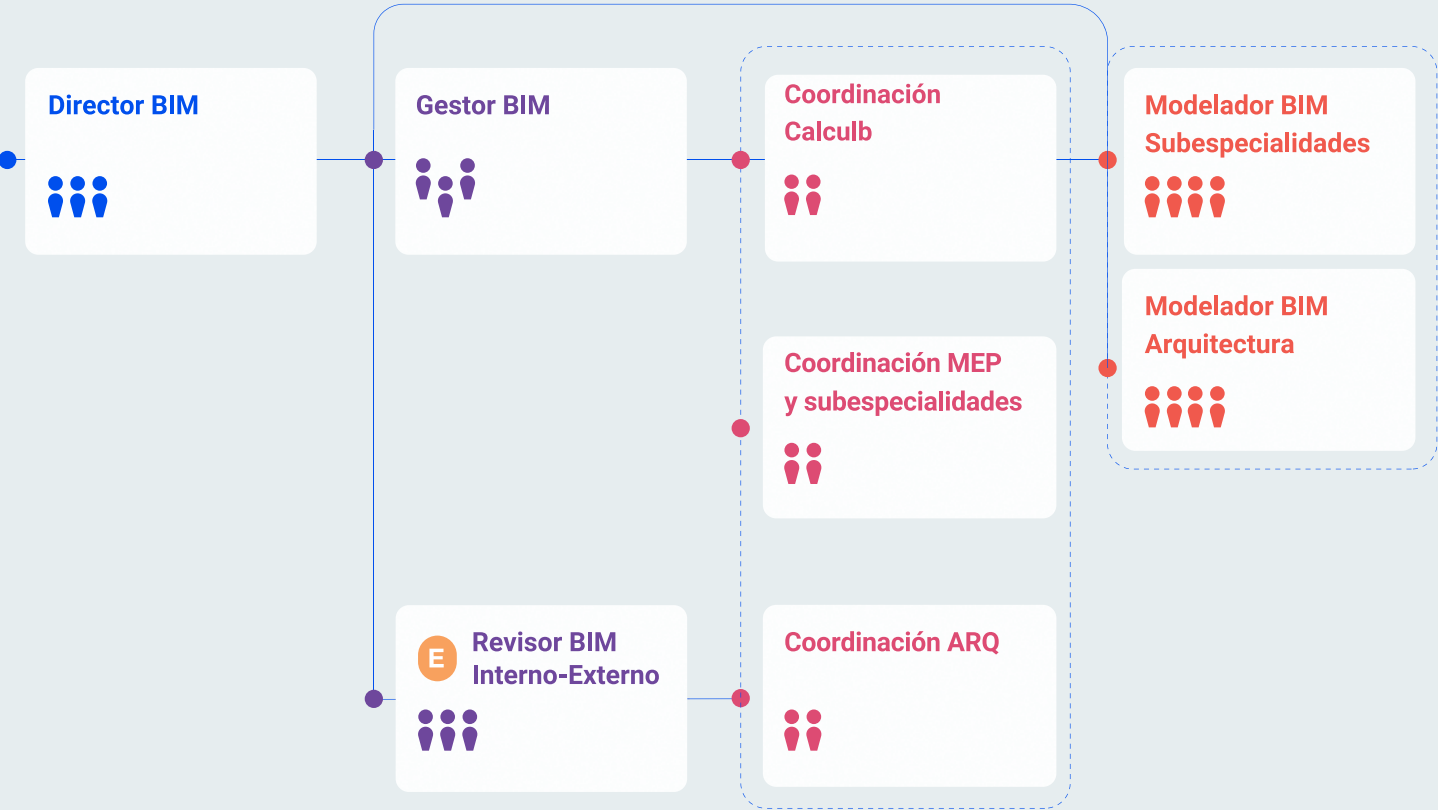 Director BIM
Gestor BIM
Coordinación
Calculb
Modelador BIM
Subespecialidades
Modelador BIM
Arquitectura
Coordinación MEP
y subespecialidades
E
Revisor BIM
Interno-Externo
Coordinación ARQ